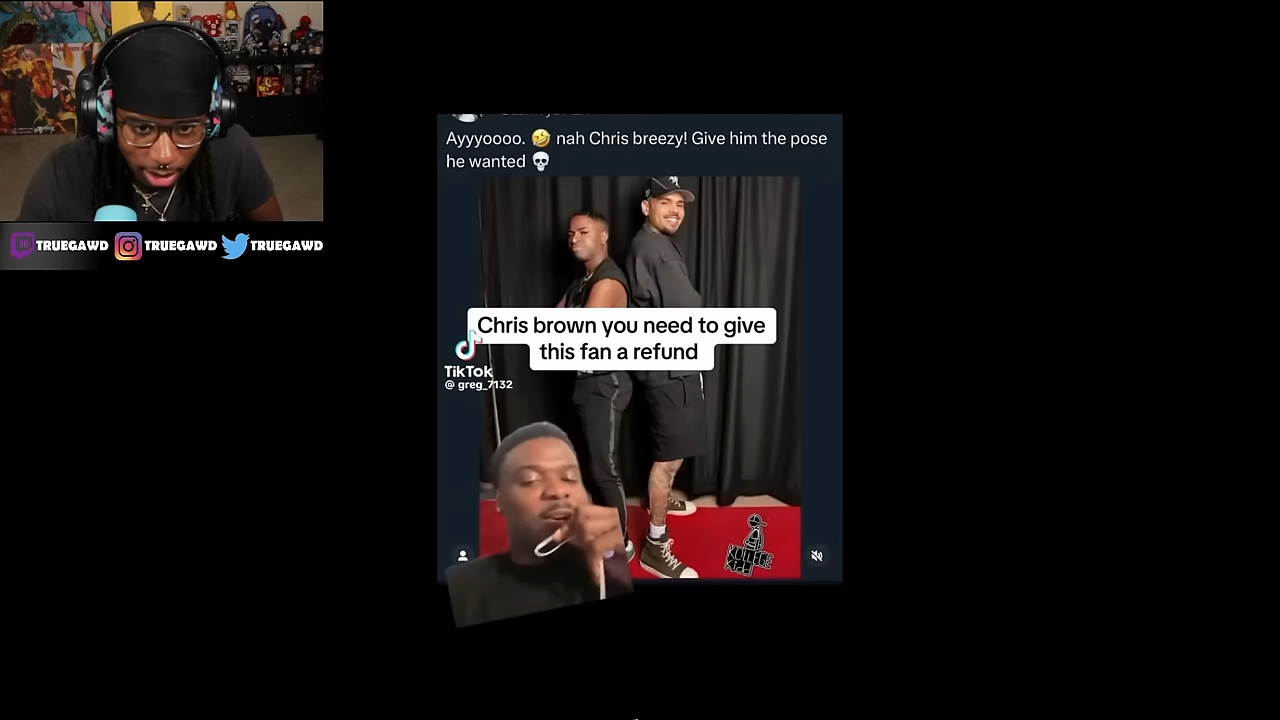 Ayyyoooo. 🤣 nah Chris breezy! Give him the pose
he wanted 💀
Chris brown you need to give
this fan a refund
TikTok
@ greg_7132
TRUEGAWD TRUEGAWD TRUEGAWD